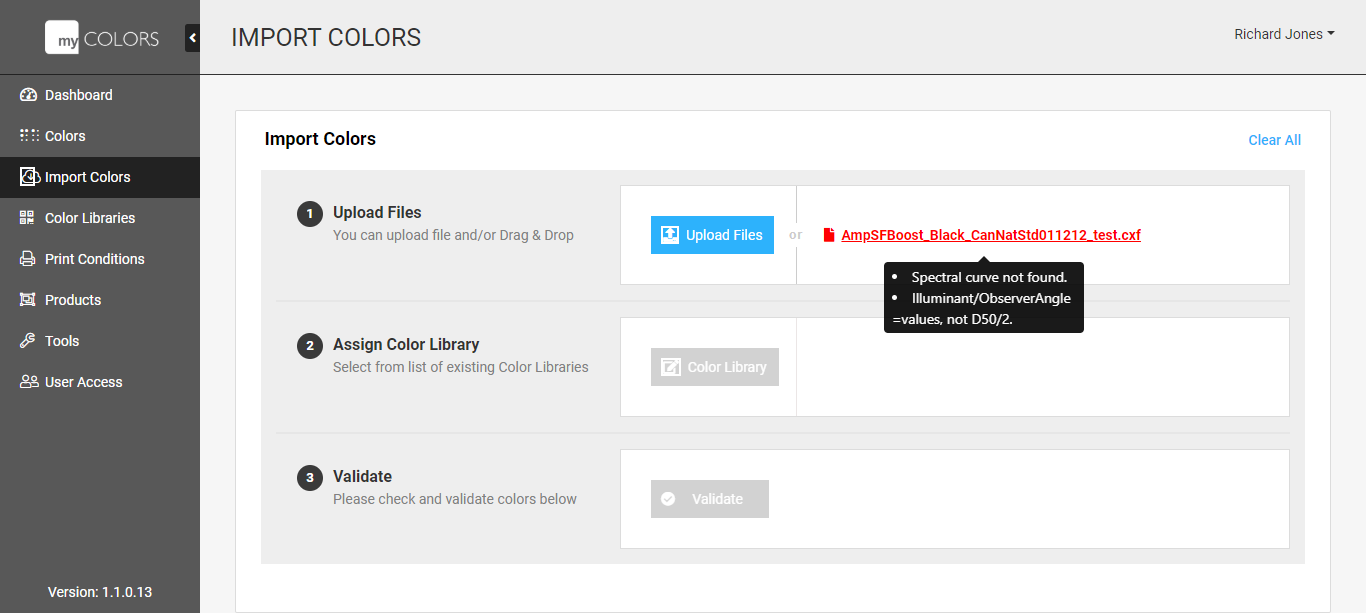 my COLORS
IMPORT COLORS
Richard Jones
Dashboard
Colors
Import Colors
Color Libraries
Print Conditions
Products
Tools
User Access
Version: 1.1.0.13
Import Colors
Clear All
1
Upload Files
You can upload file and/or Drag & Drop
Upload Files
or
AmpSFBoost_Black_CanNatStd011212_test.cxf
• Spectral curve not found.
• Illuminant/ObserverAngle
=values, not D50/2.
2
Assign Color Library
Select from list of existing Color Libraries
Color Library
3
Validate
Please check and validate colors below
Validate